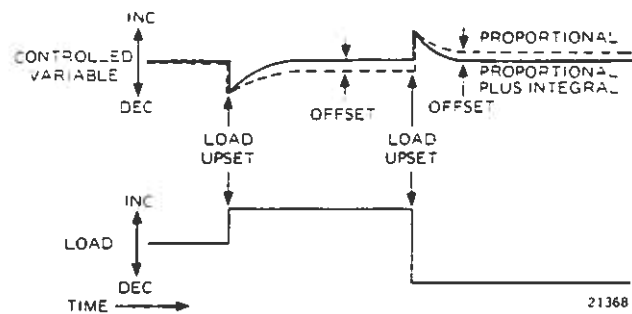 INC
CONTROLLED
VARIABLE
DEC
OFFSET
LOAD
UPSET
LOAD
UPSET
PROPORTIONAL
PROPORTIONAL
PLUS INTEGRAL
OFFSET
INC
LOAD
DEC
TIME
21368